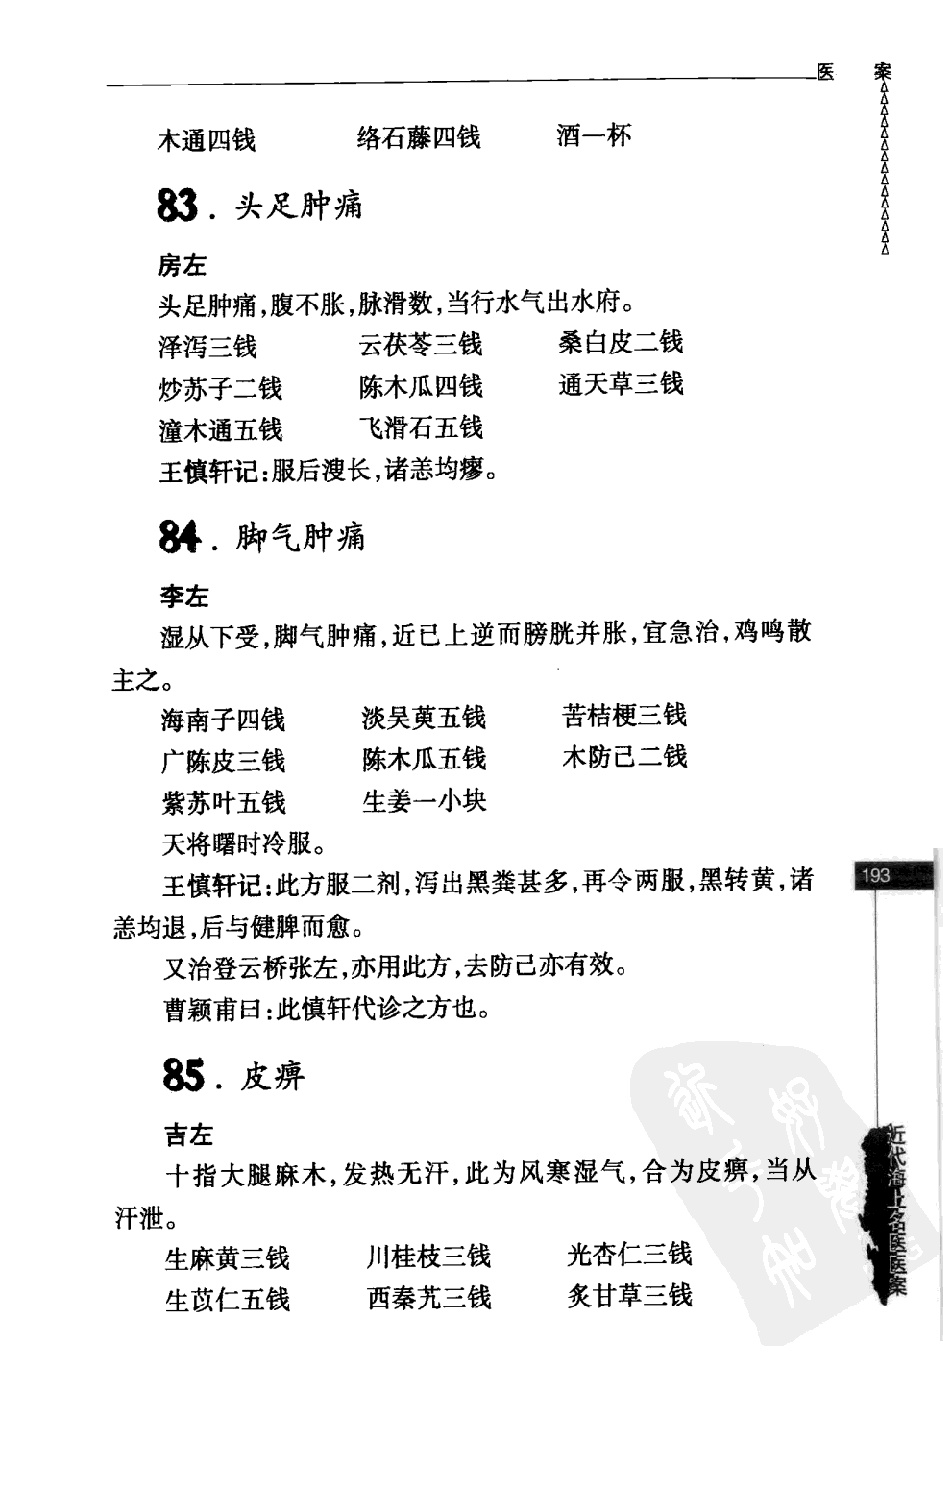 医 案
木通四钱 络石藤四钱 酒一杯
83. 头足肿痛
房左
头足肿痛,腹不胀,脉滑数,当行水气出水府。
泽泻三钱 云茯苓三钱 桑白皮二钱
炒苏子二钱 陈木瓜四钱 通天草三钱
潼木通五钱 飞滑石五钱
王慎轩记:服后溲长,诸恙均瘳。
84. 脚气肿痛
李左
湿从下受,脚气肿痛,近已上逆而膀胱并胀,宜急治,鸡鸣散
主之。
海南子四钱 淡吴萸五钱 苦桔梗三钱
广陈皮三钱 陈木瓜五钱 木防己二钱
紫苏叶五钱 生姜一小块
天将曙时冷服。
王慎轩记:此方服二剂,泻出黑粪甚多,再令两服,黑转黄,诸
恙均退,后与健脾而愈。
又治登云桥张左,亦用此方,去防己亦有效。
曹颖甫曰:此慎轩代诊之方也。
85. 皮痹
吉左
十指大腿麻木,发热无汗,此为风寒湿气,合为皮痹,当从
汗泄。
生麻黄三钱 川桂枝三钱 光杏仁三钱
生苡仁五钱 西秦艽三钱 炙甘草三钱
193
近代海上名医医案